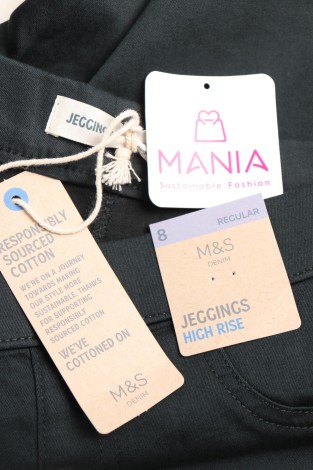 JEGGINGS
MANIA
Sustainable Fashion
RESPONSIBLY
SOURCED
COTTON
WE'RE ON A JOURNEY
TOWARDS MAKING
OUR STYLE MORE
SUSTAINABLE. THANKS
FOR SUPPORTING
RESPONSIBLY
SOURCED COTTON
WE'VE
COTTONED ON
M&S
DENIM
8 REGULAR
M&S
DENIM
JEGGINGS
HIGH RISE